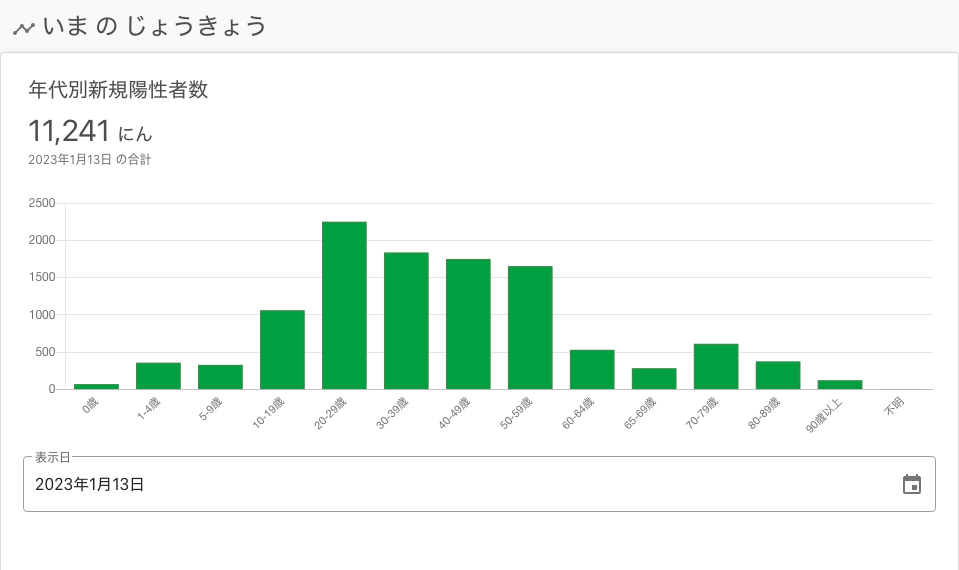 いま の じょうきょう
年代別新規陽性者数
11,241 にん
2023年1月13日 の合計
2500
2000
1500
1000
500
0
0歳
1-4歳
5-9歳
10-19歳
20-29歳
30-39歳
40-49歳
50-59歳
60-64歳
65-69歳
70-79歳
80-89歳
90歳以上
不明
表示日
2023年1月13日